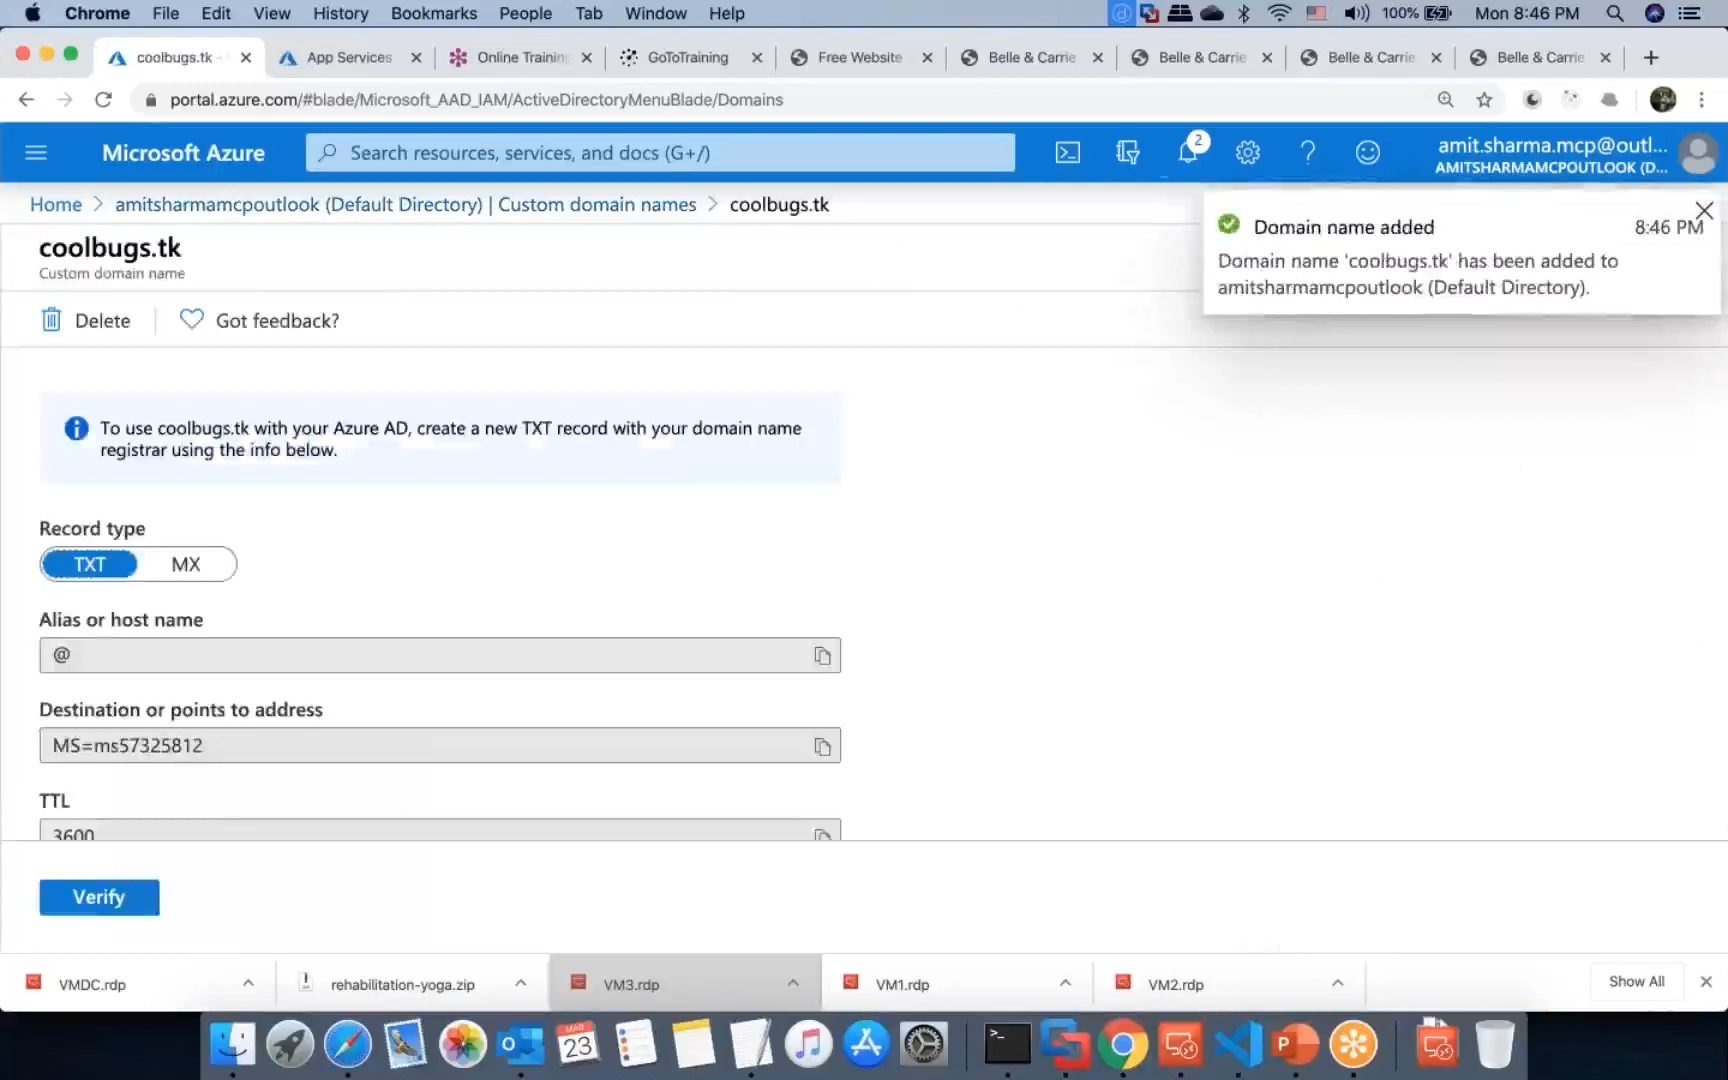 Chrome File Edit View History Bookmarks People Tab Window Help 100% Mon 8:46 PM
coolbugs.tk - App Services Online Training GoToTraining Free Website Belle & Carrie Belle & Carrie Belle & Carrie Belle & Carrie
portal.azure.com/#blade/Microsoft_AAD_IAM/ActiveDirectoryMenuBlade/Domains
Microsoft Azure Search resources, services, and docs (G+/) 2 amit.sharma.mcp@outl...
AMITSHARMAMCPOUTLOOK (D...
Home > amitsharmamcpoutlook (Default Directory) | Custom domain names > coolbugs.tk
Domain name added 8:46 PM
Domain name 'coolbugs.tk' has been added to
amitsharmamcpoutlook (Default Directory).
coolbugs.tk
Custom domain name
Delete Got feedback?
To use coolbugs.tk with your Azure AD, create a new TXT record with your domain name
registrar using the info below.
Record type
TXT MX
Alias or host name
@
Destination or points to address
MS=ms57325812
TTL
3600
Verify
VMDC.rdp rehabilitation-yoga.zip VM3.rdp VM1.rdp VM2.rdp Show All
MAR
23